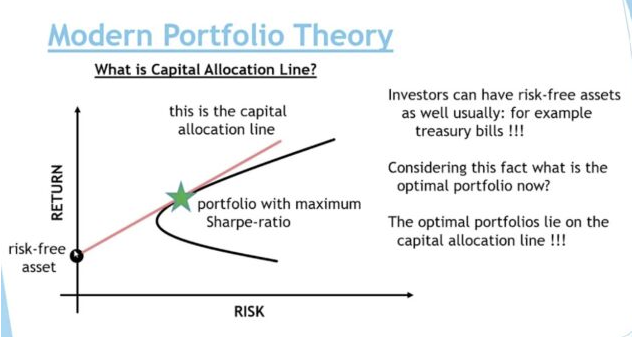 Modern Portfolio Theory
What is Capital Allocation Line?
this is the capital
allocation line
RETURN
portfolio with maximum
Sharpe-ratio
risk-free
asset
RISK
Investors can have risk-free assets
as well usually: for example
treasury bills !!!
Considering this fact what is the
optimal portfolio now?
The optimal portfolios lie on the
capital allocation line !!!